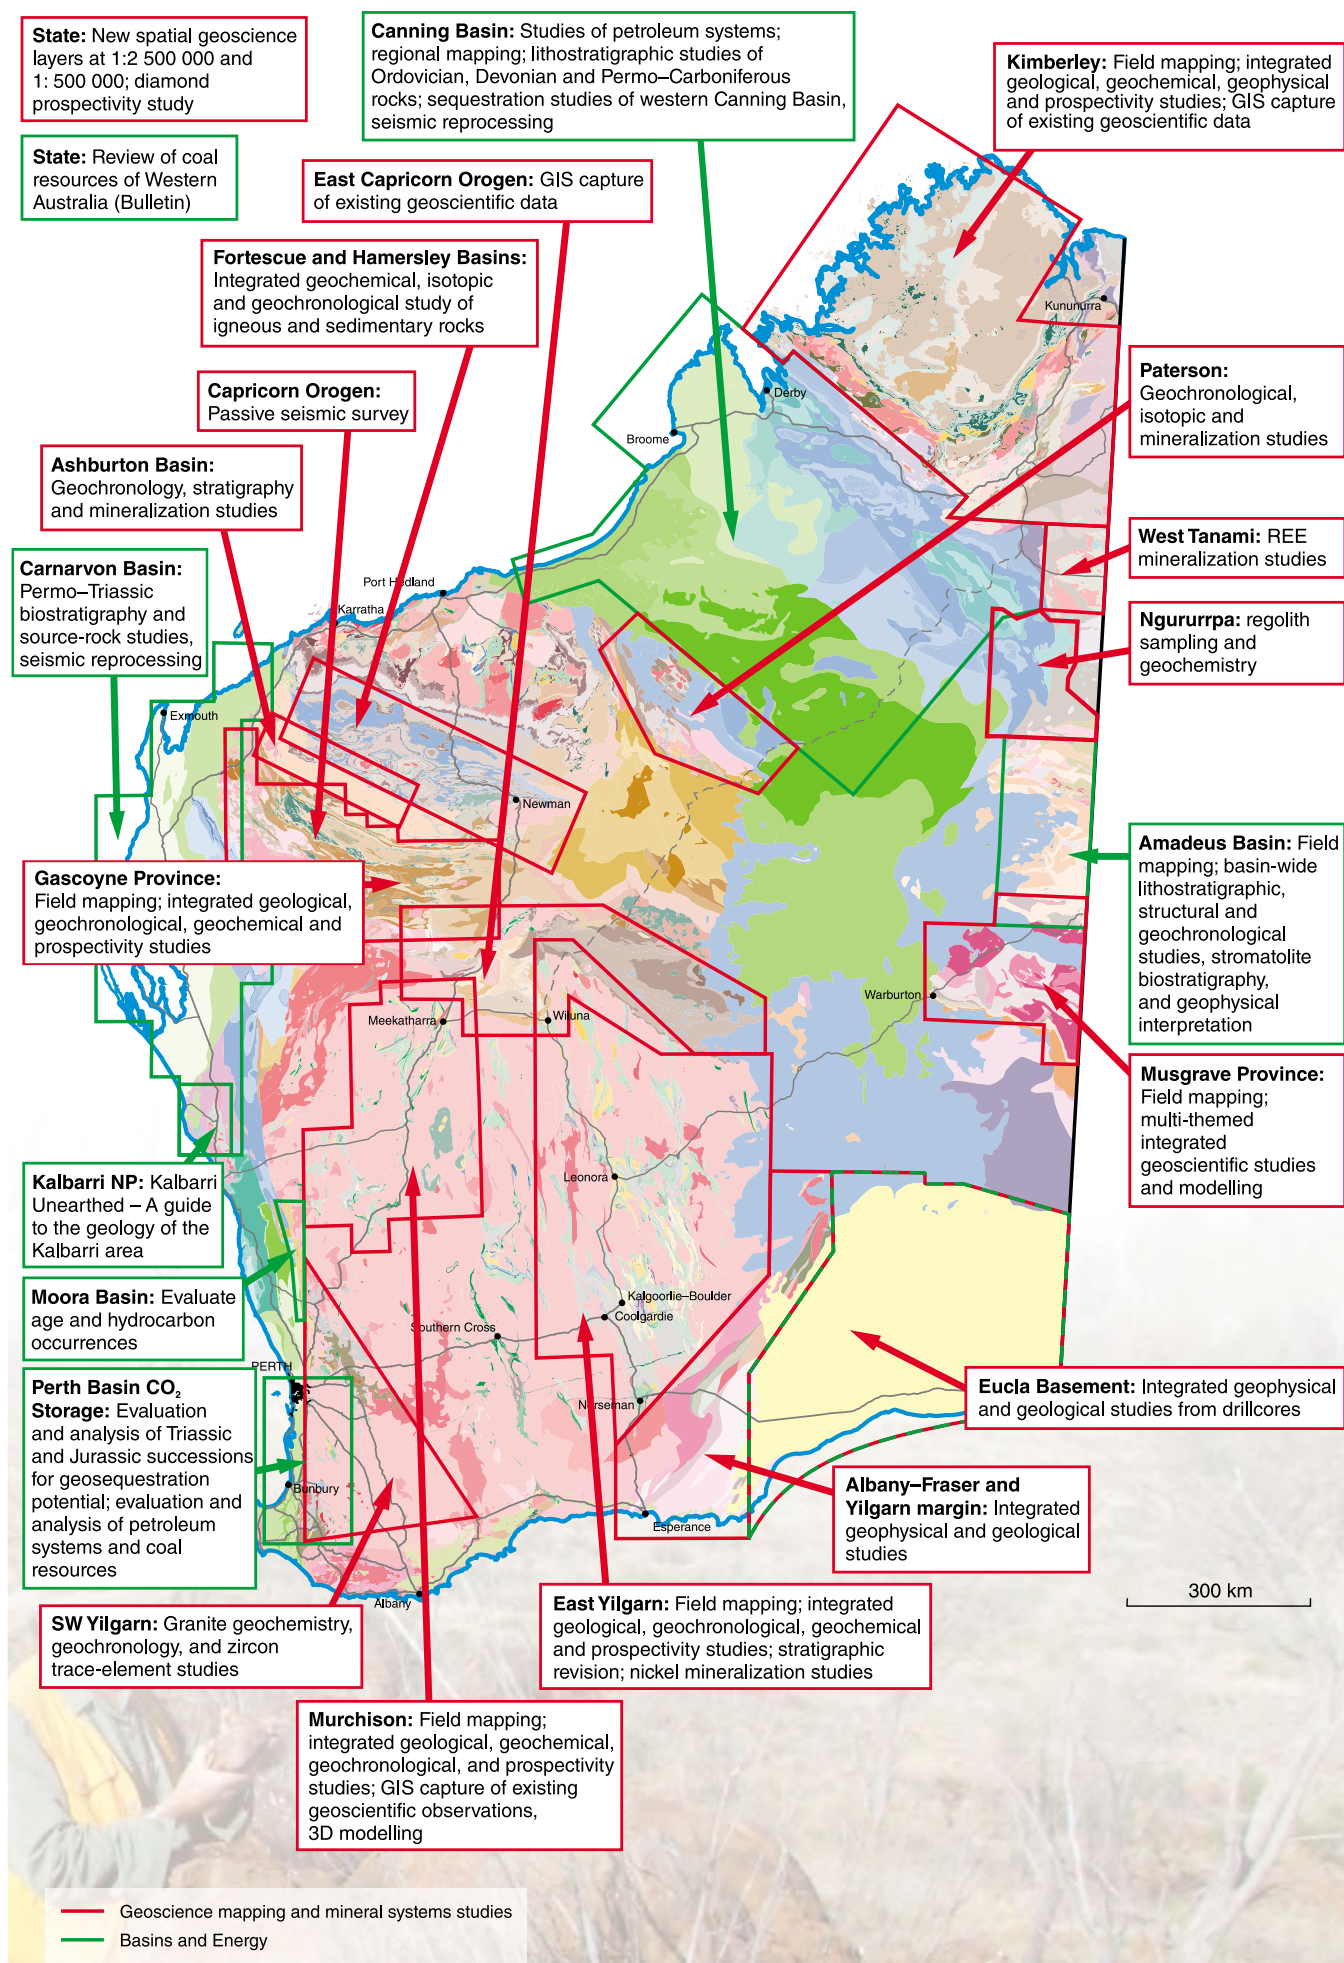 State: New spatial geoscience
layers at 1:2 500 000 and
1: 500 000; diamond
prospectivity study
State: Review of coal
resources of Western
Australia (Bulletin)
Canning Basin: Studies of petroleum systems;
regional mapping; lithostratigraphic studies of
Ordovician, Devonian and Permo–Carboniferous
rocks; sequestration studies of western Canning Basin,
seismic reprocessing
Kimberley: Field mapping; integrated
geological, geochemical, geophysical
and prospectivity studies; GIS capture
of existing geoscientific data
East Capricorn Orogen: GIS capture
of existing geoscientific data
Fortescue and Hamersley Basins:
Integrated geochemical, isotopic
and geochronological study of
igneous and sedimentary rocks
Capricorn Orogen:
Passive seismic survey
Ashburton Basin:
Geochronology, stratigraphy
and mineralization studies
Carnarvon Basin:
Permo–Triassic
biostratigraphy and
source-rock studies,
seismic reprocessing
Paterson:
Geochronological,
isotopic and
mineralization studies
West Tanami: REE
mineralization studies
Ngururrpa: regolith
sampling and
geochemistry
Kununurra
Derby
Broome
Port Hedland
Karratha
Exmouth
Newman
Gascoyne Province:
Field mapping; integrated geological,
geochronological, geochemical and
prospectivity studies
Amadeus Basin: Field
mapping; basin-wide
lithostratigraphic,
structural and
geochronological
studies, stromatolite
biostratigraphy,
and geophysical
interpretation
Warburton
Meekatharra
Wiluna
Musgrave Province:
Field mapping;
multi-themed
integrated
geoscientific studies
and modelling
Leonora
Kalbarri NP: Kalbarri
Unearthed – A guide
to the geology of the
Kalbarri area
Moora Basin: Evaluate
age and hydrocarbon
occurrences
Kalgoorlie–Boulder
Coolgardie
Southern Cross
PERTH
Norseman
Perth Basin CO2
Storage: Evaluation
and analysis of Triassic
and Jurassic successions
for geosequestration
potential; evaluation and
analysis of petroleum
systems and coal
resources
Bunbury
Eucla Basement: Integrated geophysical
and geological studies from drillcores
Albany–Fraser and
Yilgarn margin: Integrated
geophysical and geological
studies
Esperance
Albany
300 km
SW Yilgarn: Granite geochemistry,
geochronology, and zircon
trace-element studies
East Yilgarn: Field mapping; integrated
geological, geochronological, geochemical
and prospectivity studies; stratigraphic
revision; nickel mineralization studies
Murchison: Field mapping;
integrated geological, geochemical,
geochronological, and prospectivity
studies; GIS capture of existing
geoscientific observations,
3D modelling
Geoscience mapping and mineral systems studies
Basins and Energy